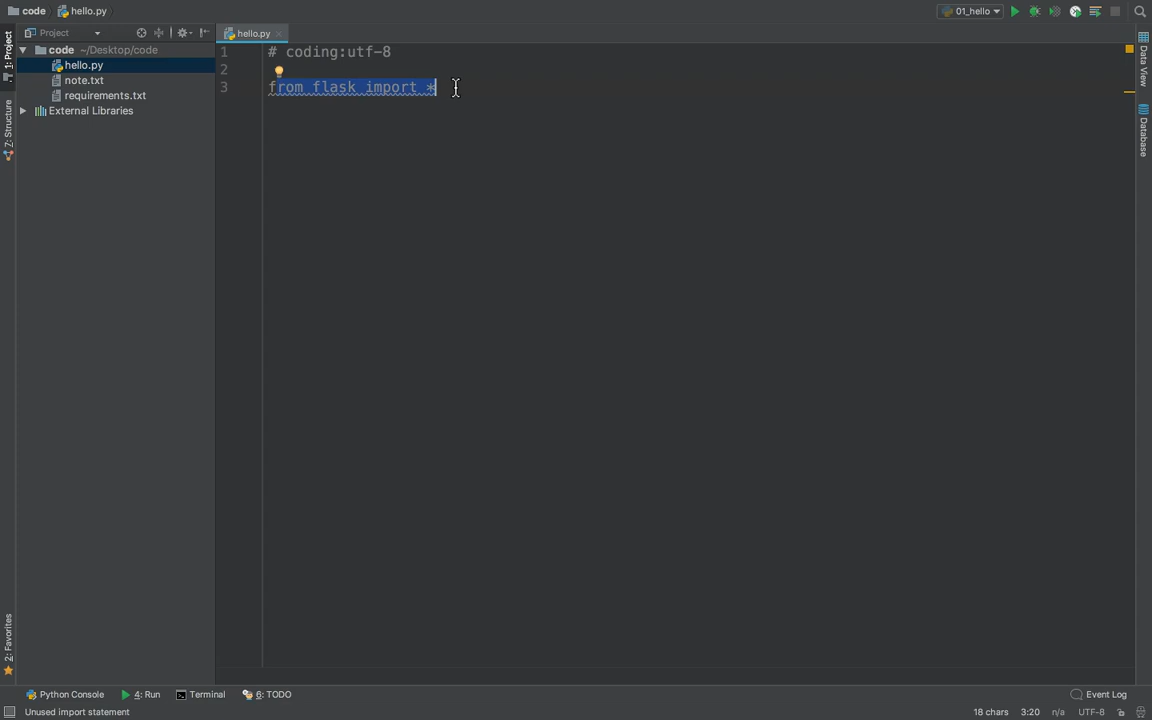 code hello.py
01_hello
Project
hello.py
1: Project
code ~/Desktop/code
hello.py
note.txt
requirements.txt
External Libraries
Z: Structure
2: Favorites
1 # coding:utf-8
2
3 from flask import *
Data View
Database
Python Console
4: Run
Terminal
6: TODO
Event Log
Unused import statement
18 chars 3:20 n/a UTF-8